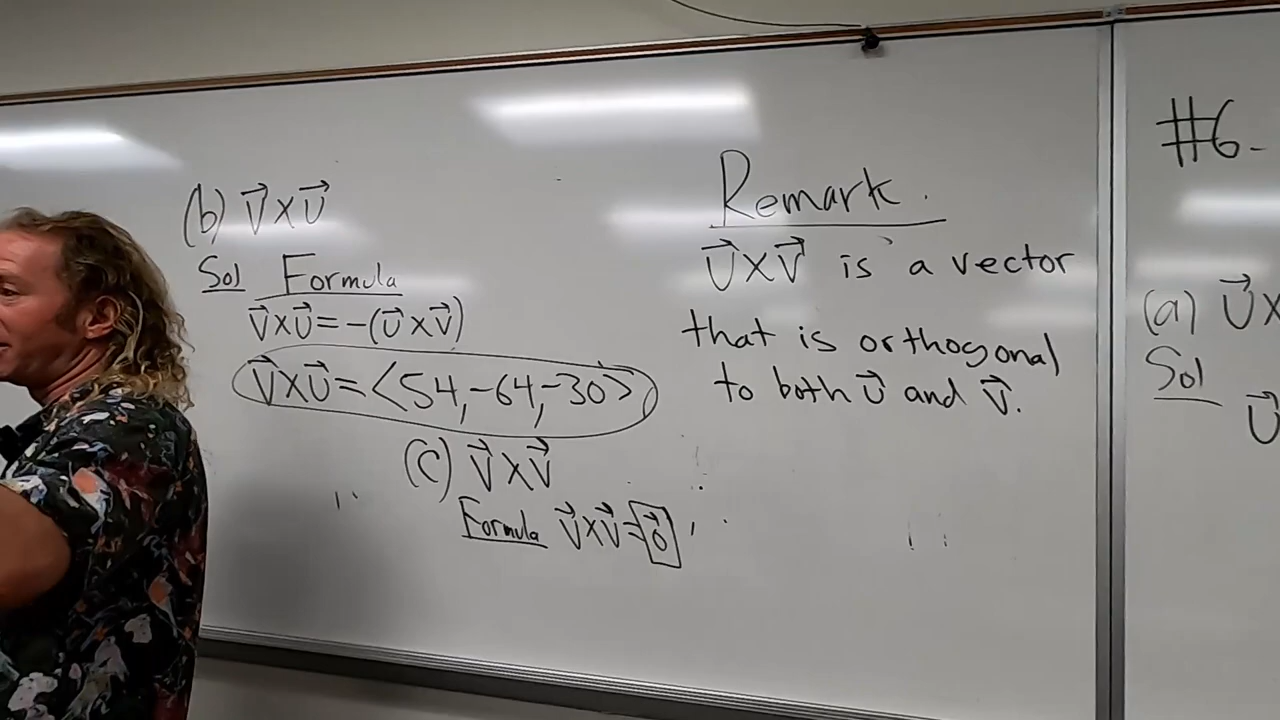 (b) V⃗×U⃗
Sol Formula
V⃗×U⃗=-(U⃗×V⃗)
V⃗×U⃗=<54,-64,-30>
(C) V⃗×V⃗
Formula V⃗×V⃗=0⃗
Remark.
U⃗×V⃗ is a vector
that is orthogonal
to both U⃗ and V⃗.
#6.
(a) U⃗×
Sol
U⃗